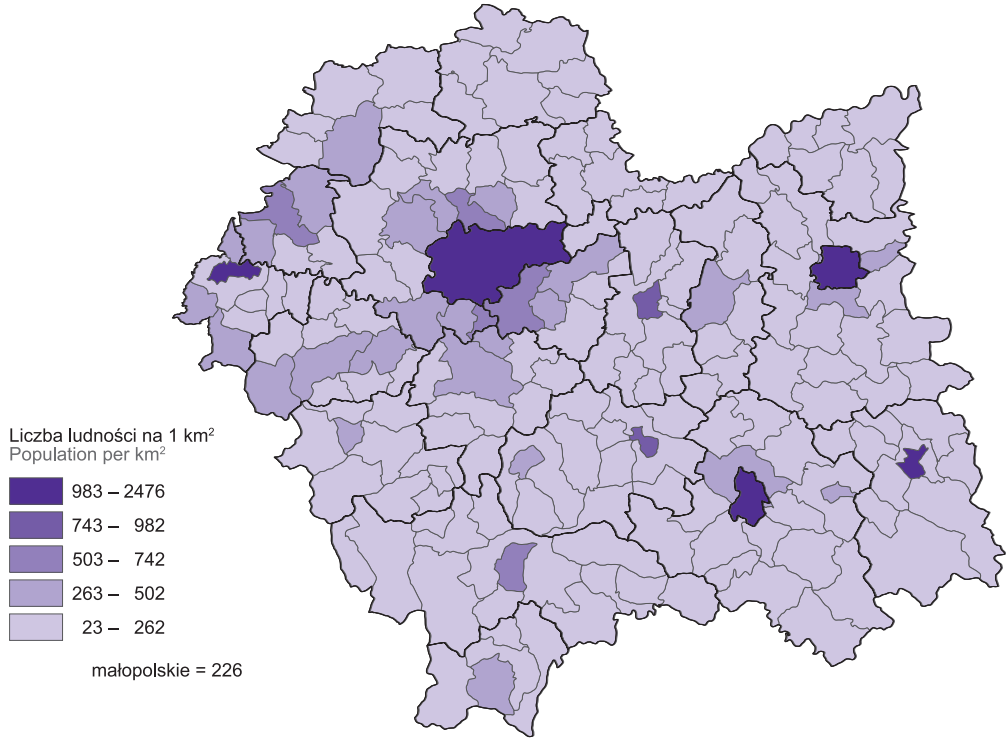 Liczba ludności na 1 km²
Population per km²
983 – 2476
743 – 982
503 – 742
263 – 502
23 – 262
małopolskie = 226